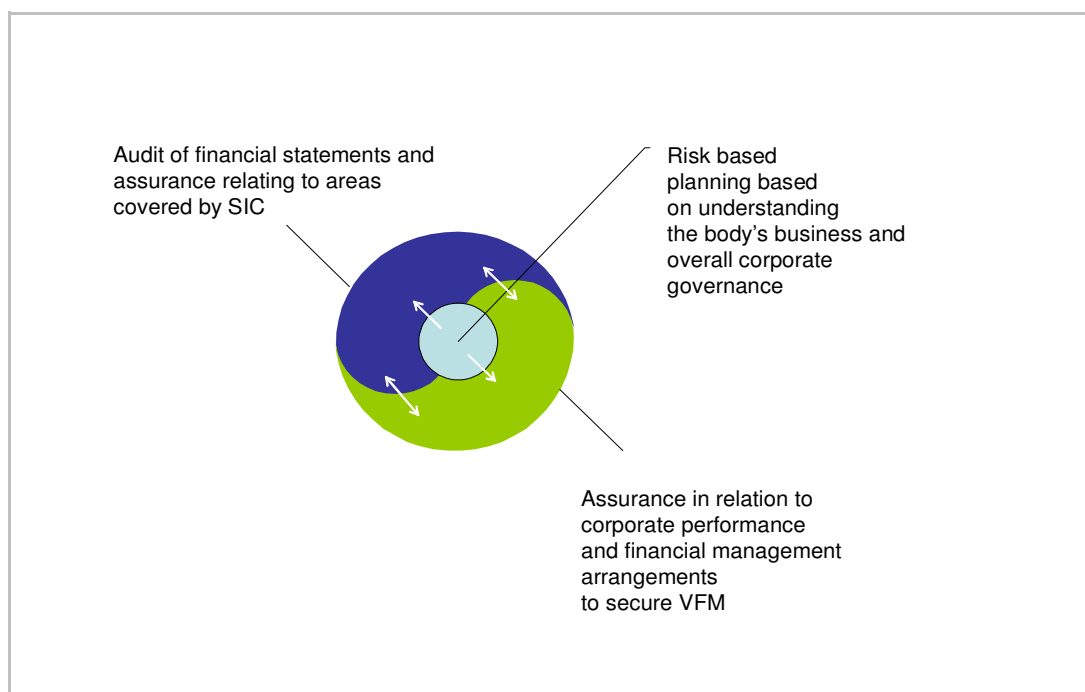 Audit of financial statements and
assurance relating to areas
covered by SIC
Risk based
planning based
on understanding
the body’s business and
overall corporate
governance
Assurance in relation to
corporate performance
and financial management
arrangements
to secure VFM